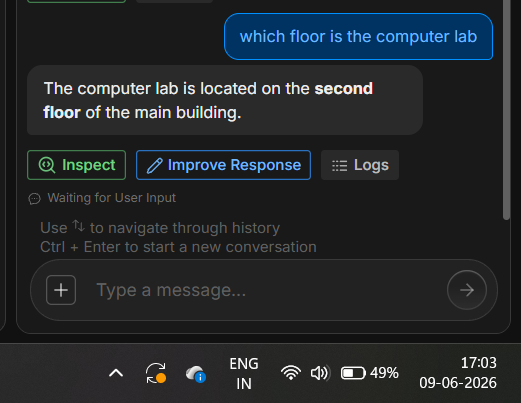 which floor is the computer lab
The computer lab is located on the second
floor of the main building.
Inspect
Improve Response
Logs
Waiting for User Input
Use ↑↓ to navigate through history
Ctrl + Enter to start a new conversation
Type a message...
ENG
IN
49%
17:03
09-06-2026